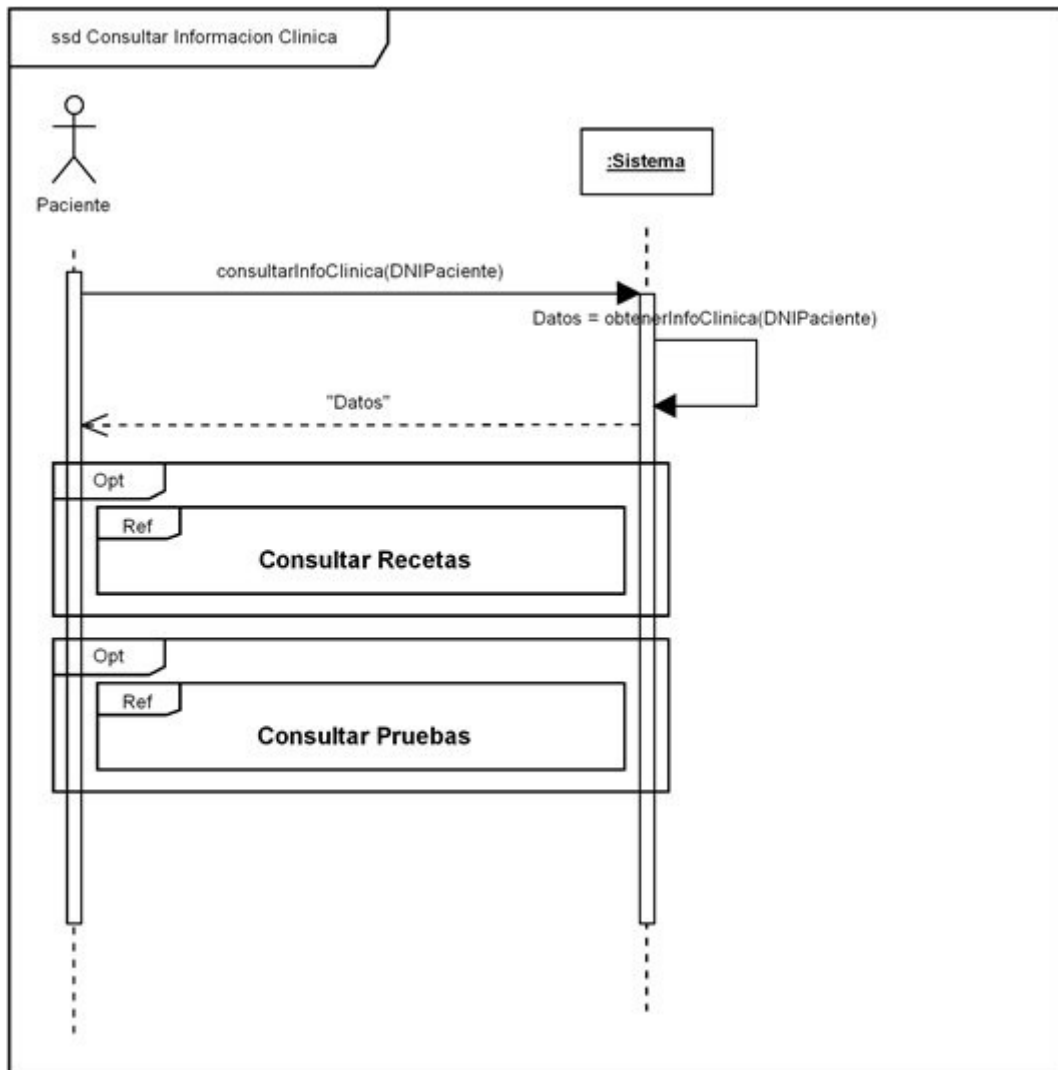 ssd Consultar Informacion Clinica
Paciente
:Sistema
consultarInfoClinica(DNIPaciente)
Datos = obtenerInfoClinica(DNIPaciente)
"Datos"
Opt
Ref
Consultar Recetas
Opt
Ref
Consultar Pruebas